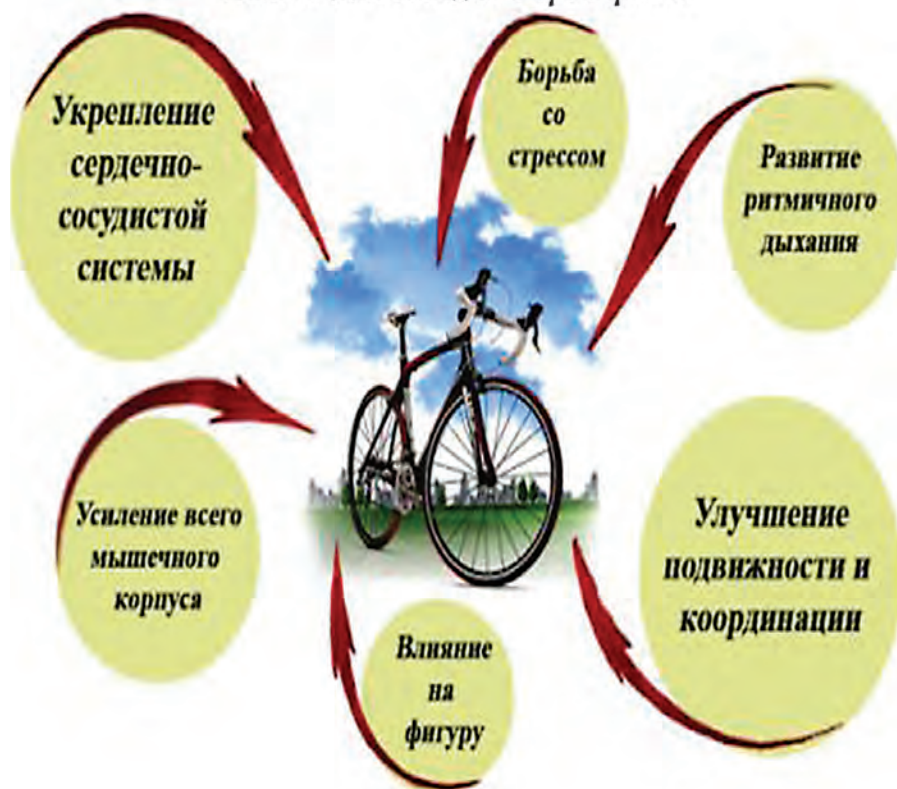 Укрепление
сердечно-
сосудистой
системы
Борьба
со
стрессом
Развитие
ритмичного
дыхания
Усиление всего
мышечного
корпуса
Влияние
на
фигуру
Улучшение
подвижности и
координации